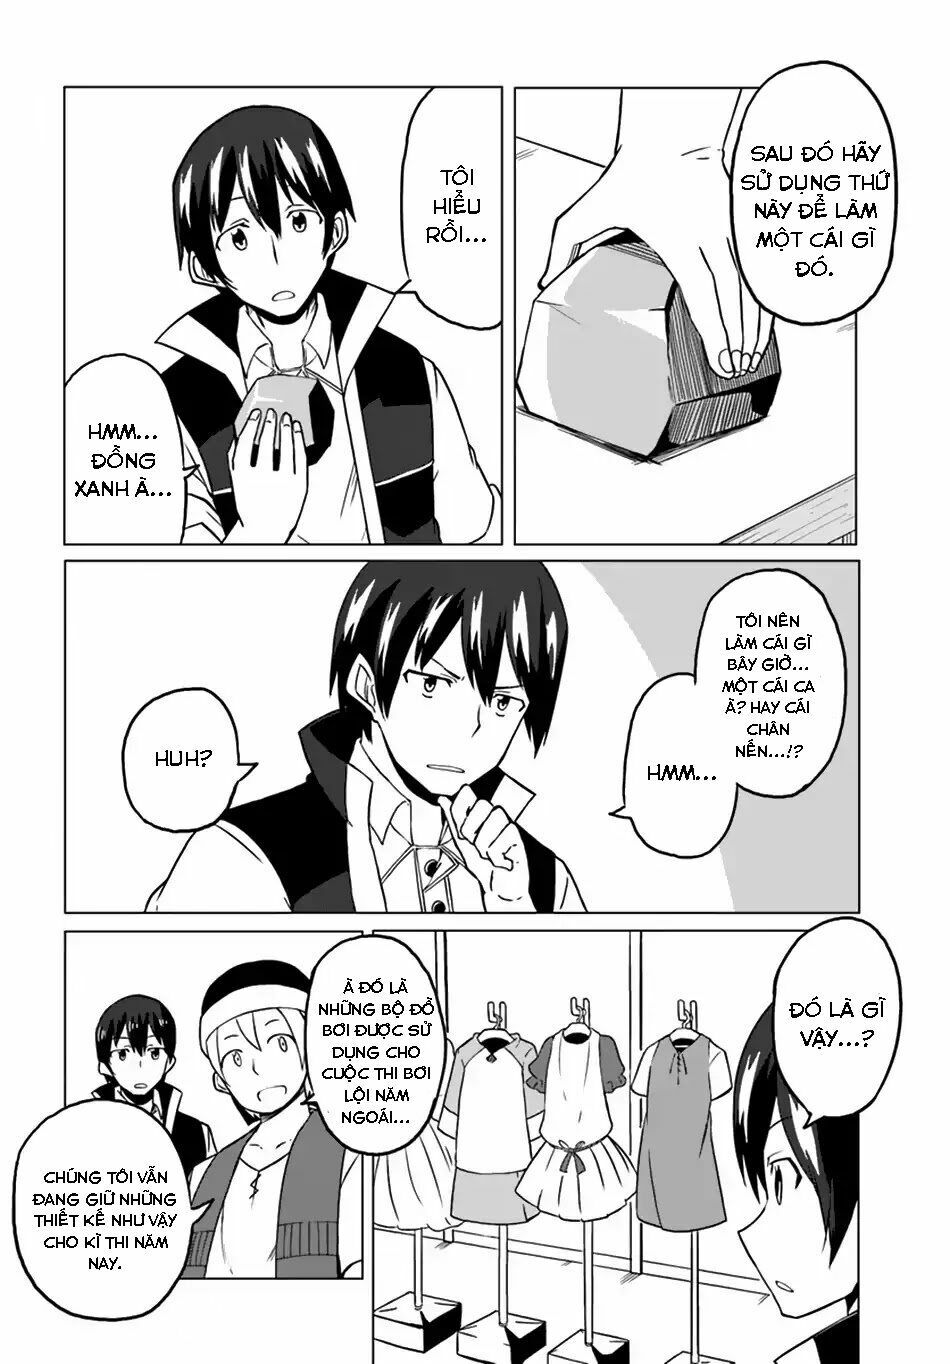 SAU ĐÓ HÃY
SỬ DỤNG THỨ
NÀY ĐỂ LÀM
MỘT CÁI GÌ
ĐÓ.
TÔI
HIỂU
RỒI...
HMM...
ĐỒNG
XANH À...
TÔI NÊN
LÀM CÁI GÌ
BÂY GIỜ...
MỘT CÁI CA
À? HAY CÁI
CHÂN
NẾN...!?
HMM...
HUH?
ĐÓ LÀ GÌ
VẬY...?
À ĐÓ LÀ
NHỮNG BỘ ĐỒ
BƠI ĐƯỢC SỬ
DỤNG CHO
CUỘC THI BƠI
LỘI NĂM
NGOÁI...
CHÚNG TÔI VẪN
ĐANG GIỮ NHỮNG
THIẾT KẾ NHƯ VẬY
CHO KÌ THI NĂM
NAY.